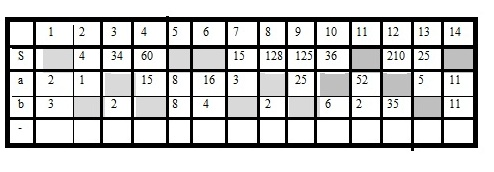 1 2 3 4 5 6 7 8 9 10 11 12 13 14
S 4 34 60 15 128 125 36 210 25
a 2 1 15 8 16 3 25 52 5 11
b 3 2 8 4 2 6 2 35 11
-